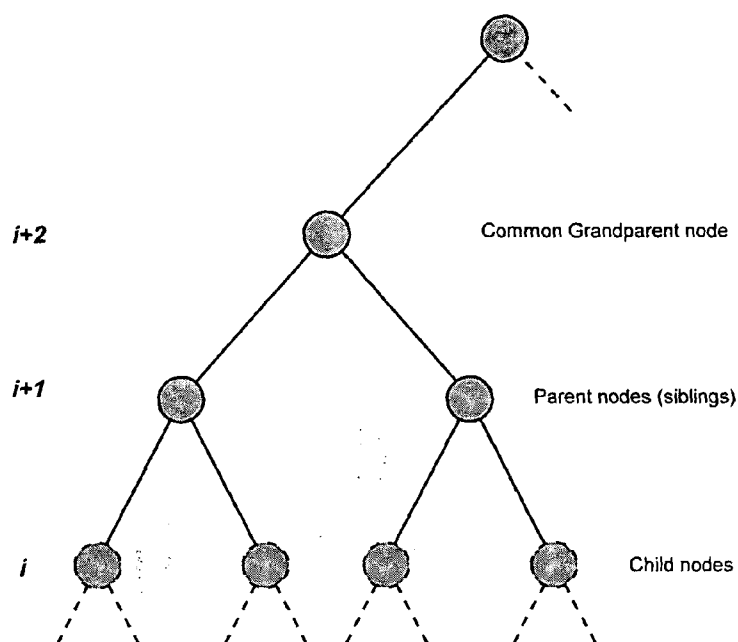 i+2
Common Grandparent node
i+1
Parent nodes (siblings)
i
Child nodes